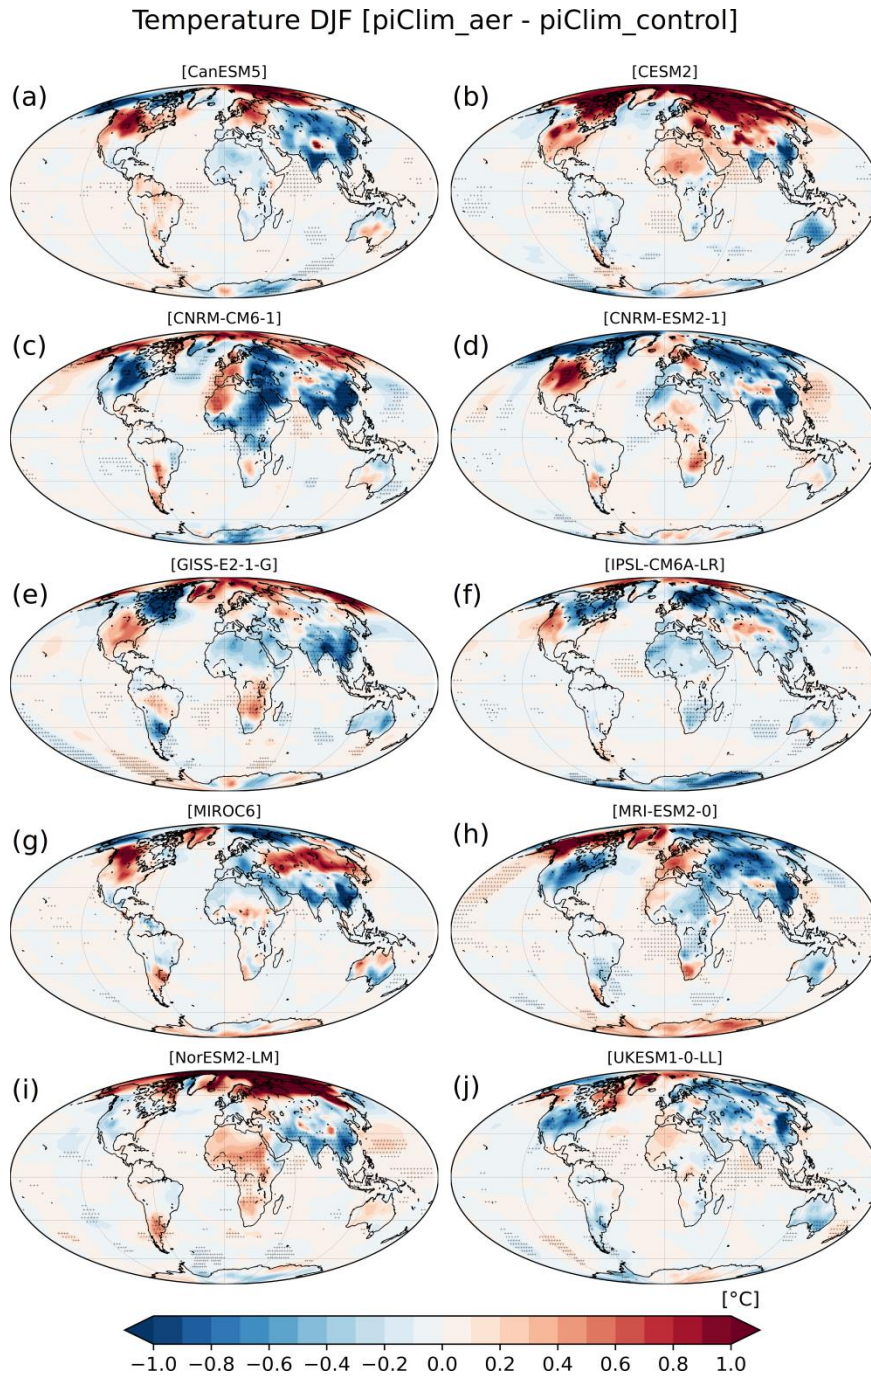 Temperature DJF [piClim_aer - piClim_control]
[CanESM5]
[CESM2]
(a)
(b)
[CNRM-CM6-1]
[CNRM-ESM2-1]
(c)
(d)
[GISS-E2-1-G]
[IPSL-CM6A-LR]
(e)
(f)
[MIROC6]
[MRI-ESM2-0]
(g)
(h)
[NorESM2-LM]
[UKESM1-0-LL]
(i)
(j)
[°C]
−1.0 −0.8 −0.6 −0.4 −0.2 0.0 0.2 0.4 0.6 0.8 1.0